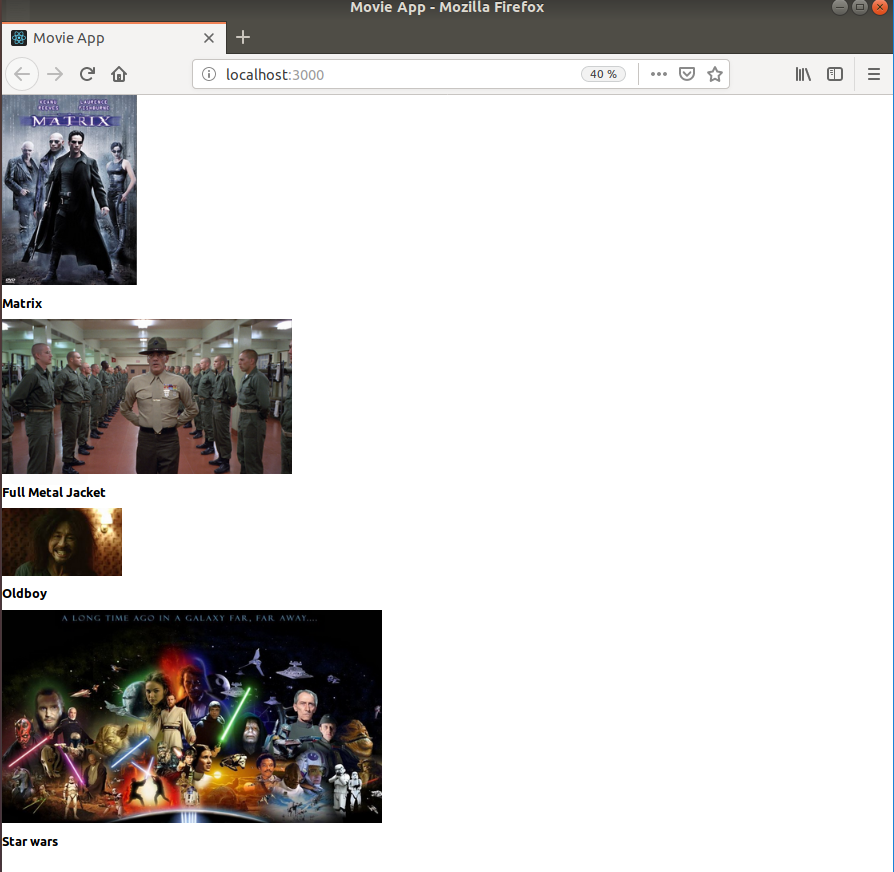 Movie App - Mozilla Firefox
Movie App
localhost:3000
40 %
KEANU REEVES
LAURENCE FISHBURNE
MATRIX
DVD
Matrix
Full Metal Jacket
Oldboy
A LONG TIME AGO IN A GALAXY FAR, FAR AWAY....
Star wars